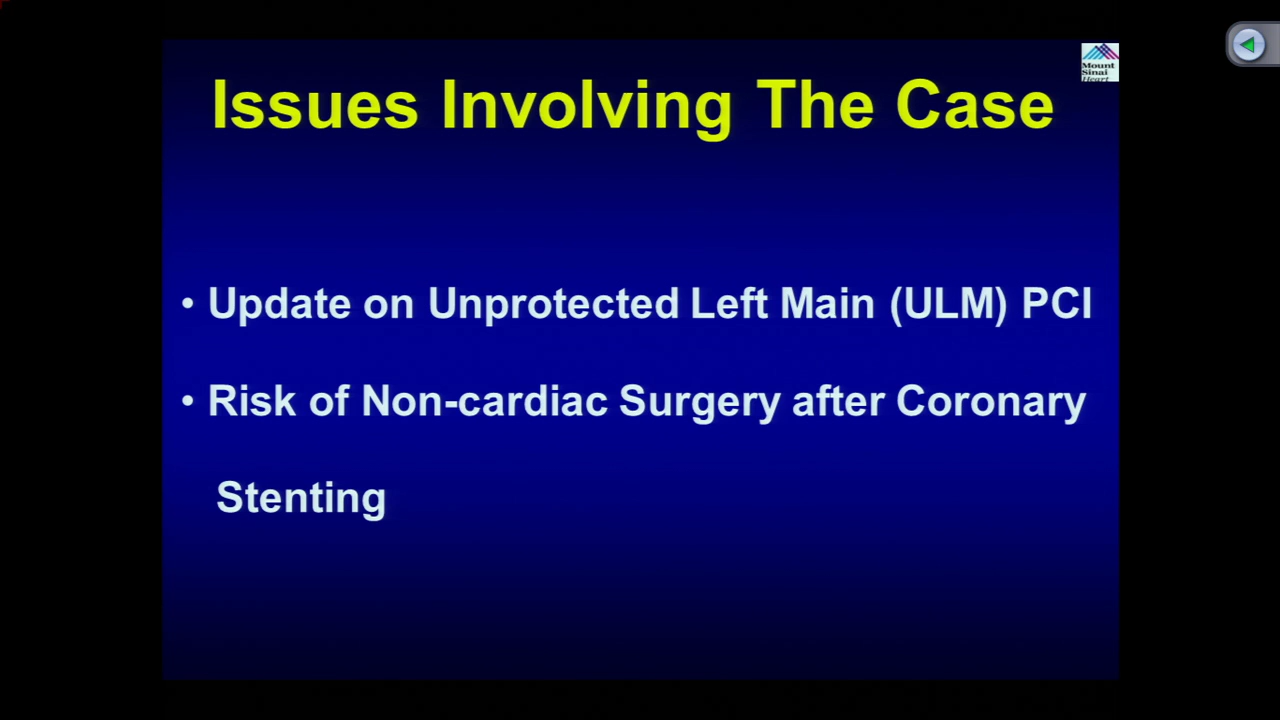 Mount
Sinai
Heart
Issues Involving The Case
• Update on Unprotected Left Main (ULM) PCI
• Risk of Non-cardiac Surgery after Coronary
Stenting